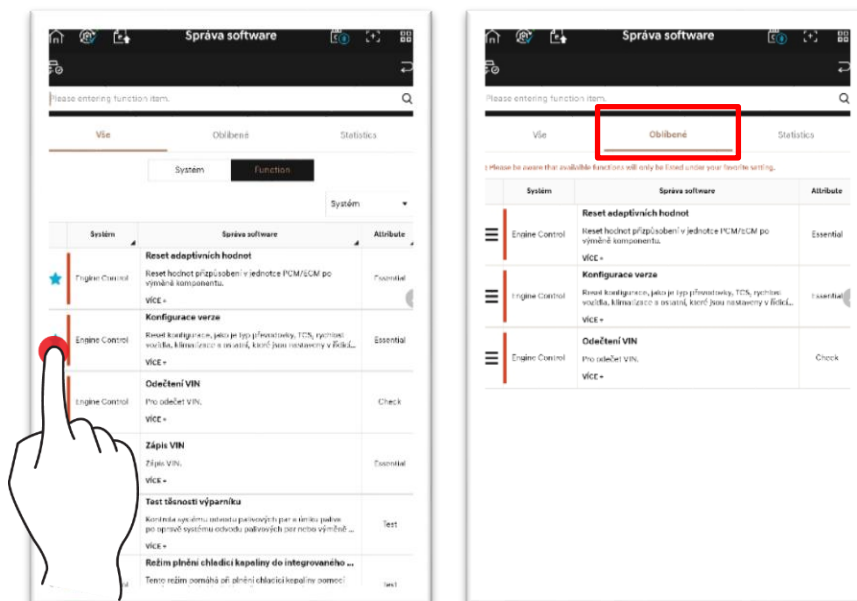 Správa software
Please entering function item.
Vše Oblíbené Statistics
Systém Function
Systém
Systém Správa software Attribute
Reset adaptivních hodnot
Engine Control Reset hodnot přizpůsobení v jednotce PCM/ECM po výměně komponentu. Essential
VÍCE +
Konfigurace verze
Engine Control Reset konfigurace, jako je typ převodovky, TCS, rychlost vozidla, klimatizace a ostatní, které jsou nastaveny v řídicí... Essential
VÍCE +
Odečtení VIN
Engine Control Pro odečet VIN. Check
VÍCE +
Zápis VIN
Zápis VIN. Essential
VÍCE +
Test těsnosti výparníku
Kontrola systému odvodu palivových par a úniku paliva po opravě systému odvodu palivových par nebo výměně ... Test
VÍCE +
Režim plnění chladicí kapaliny do integrovaného ...
Tento režim pomáhá při plnění chladicí kapaliny pomocí Test
Správa software
Please entering function item.
Vše Oblíbené Statistics
Please be aware that available functions will only be listed under your favorite setting.
Systém Správa software Attribute
Reset adaptivních hodnot
Engine Control Reset hodnot přizpůsobení v jednotce PCM/ECM po výměně komponentu. Essential
VÍCE +
Konfigurace verze
Engine Control Reset konfigurace, jako je typ převodovky, TCS, rychlost vozidla, klimatizace a ostatní, které jsou nastaveny v řídicí... Essential
VÍCE +
Odečtení VIN
Engine Control Pro odečet VIN. Check
VÍCE +